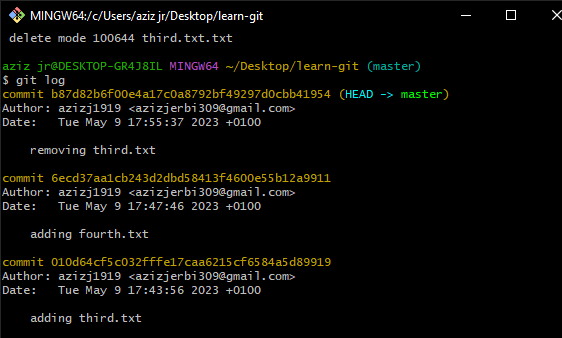 MINGW64:/c/Users/aziz jr/Desktop/learn-git
delete mode 100644 third.txt.txt
aziz jr@DESKTOP-GR4J8IL MINGW64 ~/Desktop/learn-git (master)
$ git log
commit b87d82b6f00e4a17c0a8792bf49297d0cbb41954 (HEAD -> master)
Author: azizj1919 <azizjerbi309@gmail.com>
Date:   Tue May 9 17:55:37 2023 +0100
removing third.txt
commit 6ecd37aa1cb243d2dbd58413f4600e55b12a9911
Author: azizj1919 <azizjerbi309@gmail.com>
Date:   Tue May 9 17:47:46 2023 +0100
adding fourth.txt
commit 010d64cf5c032fffe17caa6215cf6584a5d89919
Author: azizj1919 <azizjerbi309@gmail.com>
Date:   Tue May 9 17:43:56 2023 +0100
adding third.txt